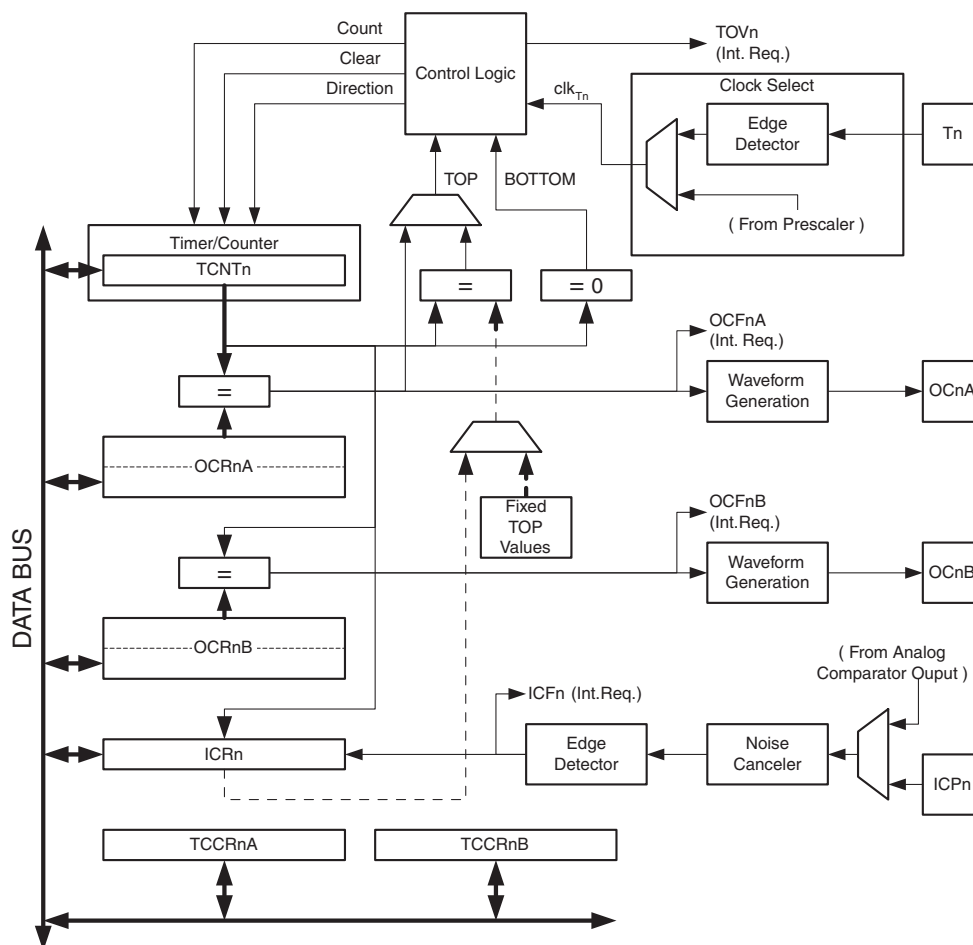 Count
Clear
Direction
Control Logic
TOVn
(Int. Req.)
clkTn
Clock Select
Edge
Detector
Tn
( From Prescaler )
TOP
BOTTOM
Timer/Counter
TCNTn
=
= 0
OCFnA
(Int. Req.)
=
Waveform
Generation
OCnA
OCRnA
Fixed
TOP
Values
OCFnB
(Int.Req.)
=
Waveform
Generation
OCnB
OCRnB
DATA BUS
( From Analog
Comparator Ouput )
ICFn (Int.Req.)
ICRn
Edge
Detector
Noise
Canceler
ICPn
TCCRnA
TCCRnB